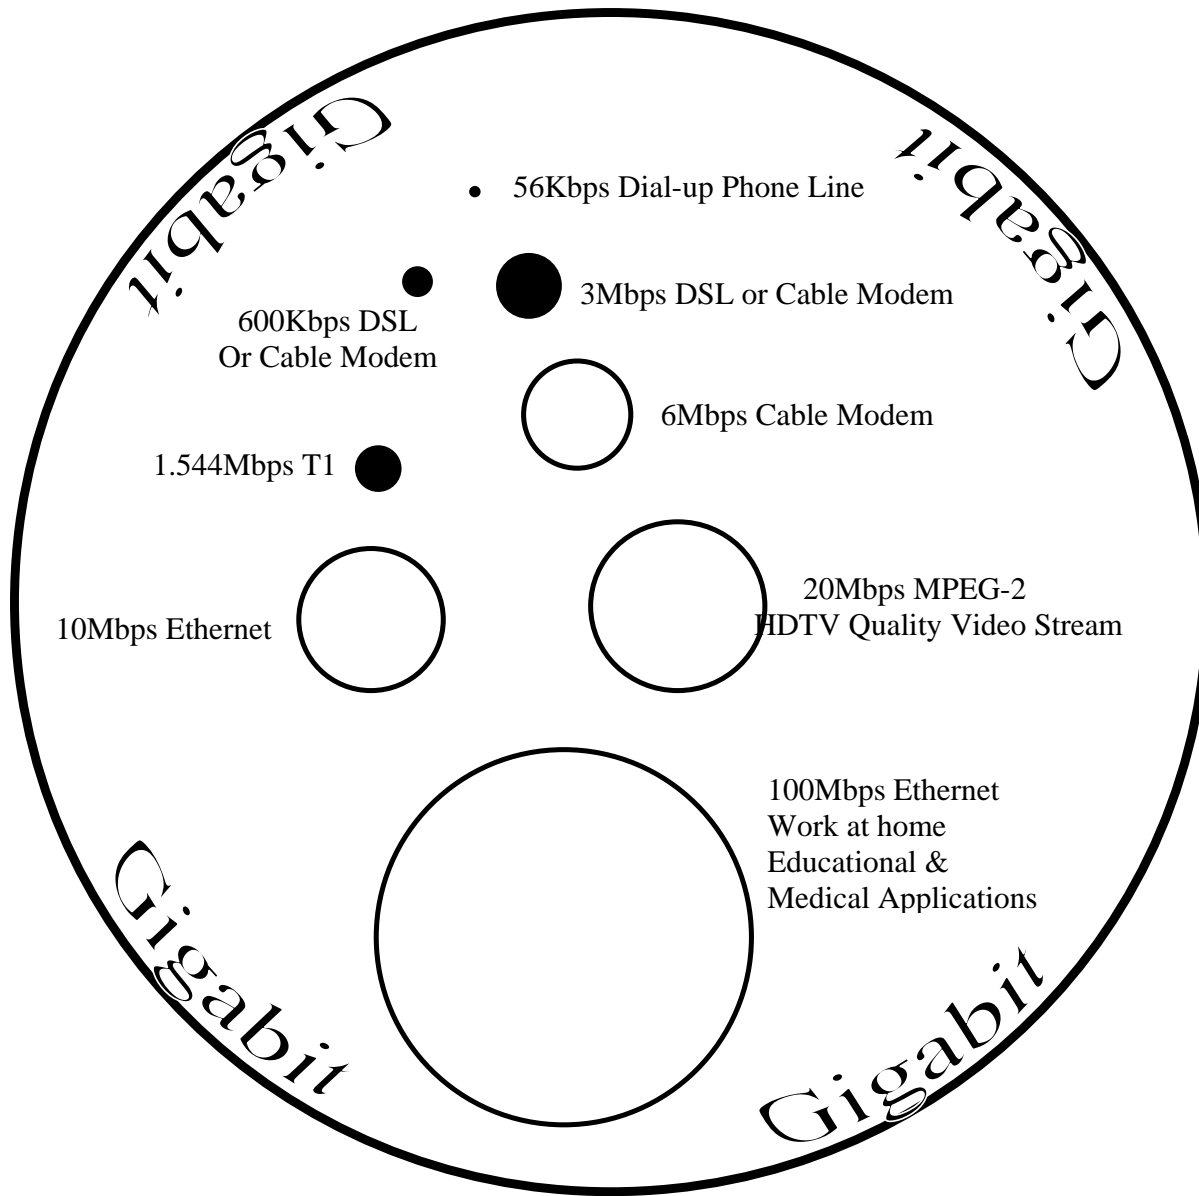 Gigabit
Gigabit
56Kbps Dial-up Phone Line
3Mbps DSL or Cable Modem
600Kbps DSL
Or Cable Modem
6Mbps Cable Modem
1.544Mbps T1
20Mbps MPEG-2
HDTV Quality Video Stream
10Mbps Ethernet
100Mbps Ethernet
Work at home
Educational &
Medical Applications
Gigabit
Gigabit